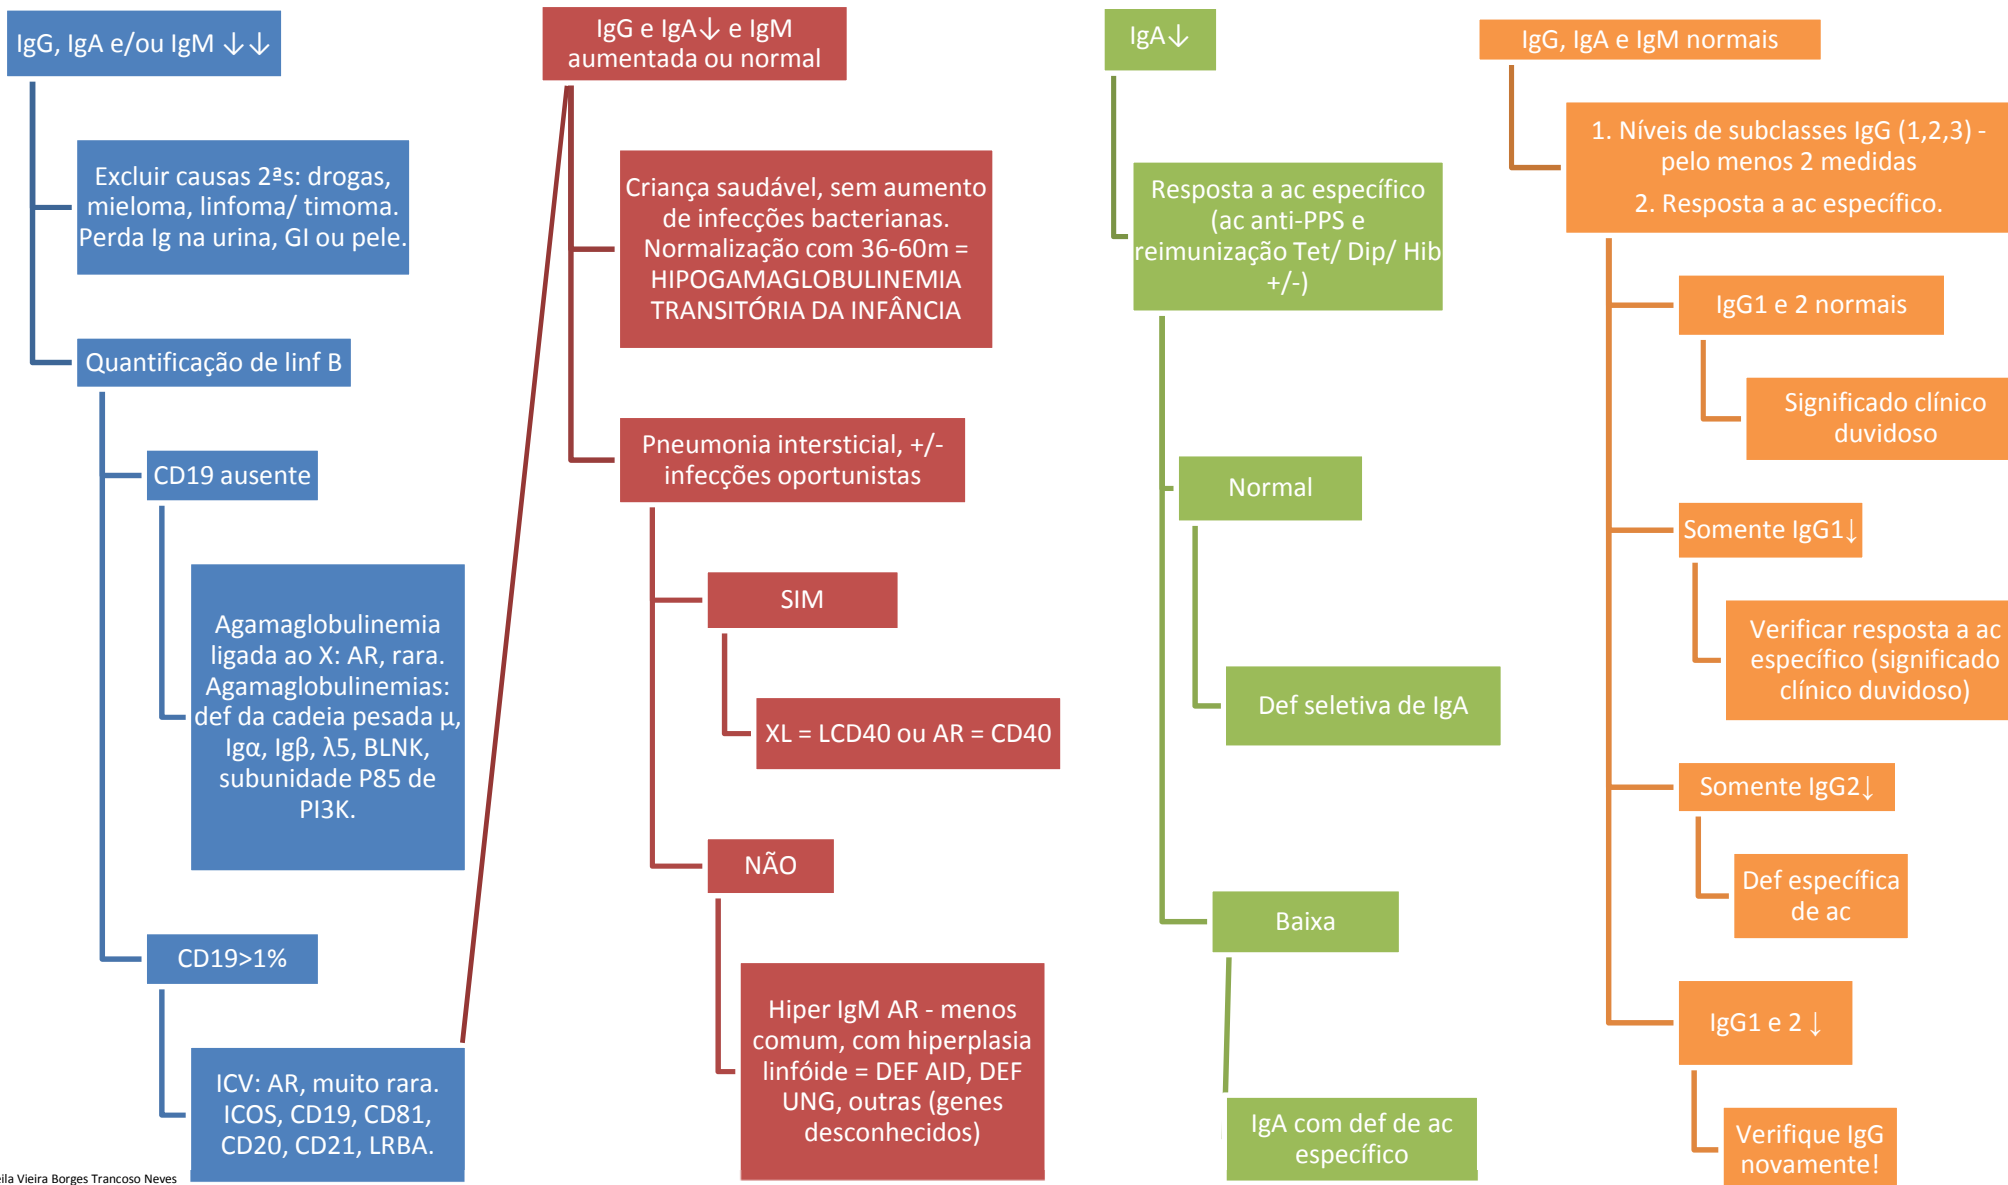 IgG, IgA e/ou IgM ↓↓
Excluir causas 2ªs: drogas,
mieloma, linfoma/ timoma.
Perda Ig na urina, GI ou pele.
Quantificação de linf B
CD19 ausente
Agamaglobulinemia
ligada ao X: AR, rara.
Agamaglobulinemias:
def da cadeia pesada µ,
Igα, Igβ, λ5, BLNK,
subunidade P85 de
PI3K.
CD19>1%
ICV: AR, muito rara.
ICOS, CD19, CD81,
CD20, CD21, LRBA.
IgG e IgA↓ e IgM
aumentada ou normal
Criança saudável, sem aumento
de infecções bacterianas.
Normalização com 36-60m =
HIPOGAMAGLOBULINEMIA
TRANSITÓRIA DA INFÂNCIA
Pneumonia intersticial, +/-
infecções oportunistas
SIM
XL = LCD40 ou AR = CD40
NÃO
Hiper IgM AR - menos
comum, com hiperplasia
linfóide = DEF AID, DEF
UNG, outras (genes
desconhecidos)
IgA↓
Resposta a ac específico
(ac anti-PPS e
reimunização Tet/ Dip/ Hib
+/-)
Normal
Def seletiva de IgA
Baixa
IgA com def de ac
específico
IgG, IgA e IgM normais
1. Níveis de subclasses IgG (1,2,3) -
pelo menos 2 medidas
2. Resposta a ac específico.
IgG1 e 2 normais
Significado clínico
duvidoso
Somente IgG1↓
Verificar resposta a ac
específico (significado
clínico duvidoso)
Somente IgG2↓
Def específica
de ac
IgG1 e 2 ↓
Verifique IgG
novamente!
Vieira Borges Trancoso Neves